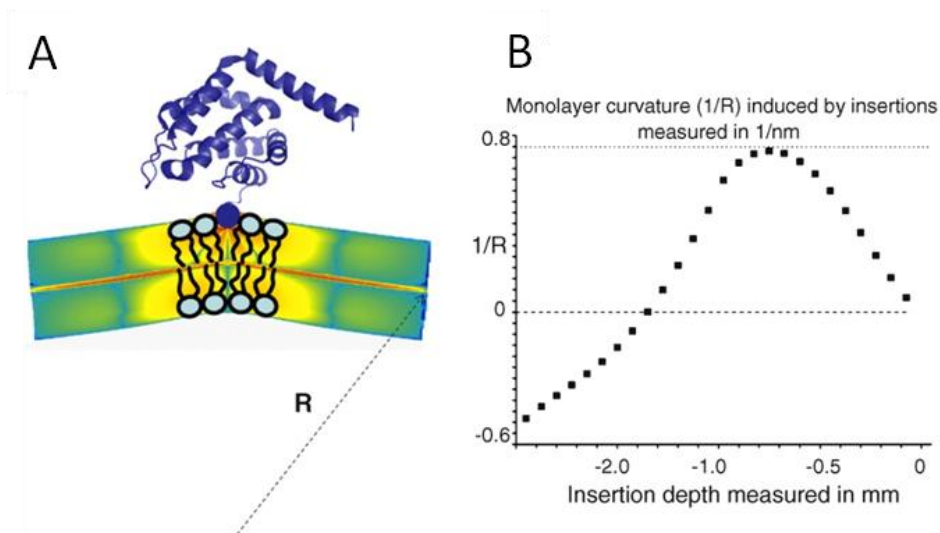 A
R
B
Monolayer curvature (1/R) induced by insertions
measured in 1/nm
0.8
1/R
0
-0.6
-2.0 -1.0 -0.5 0
Insertion depth measured in mm